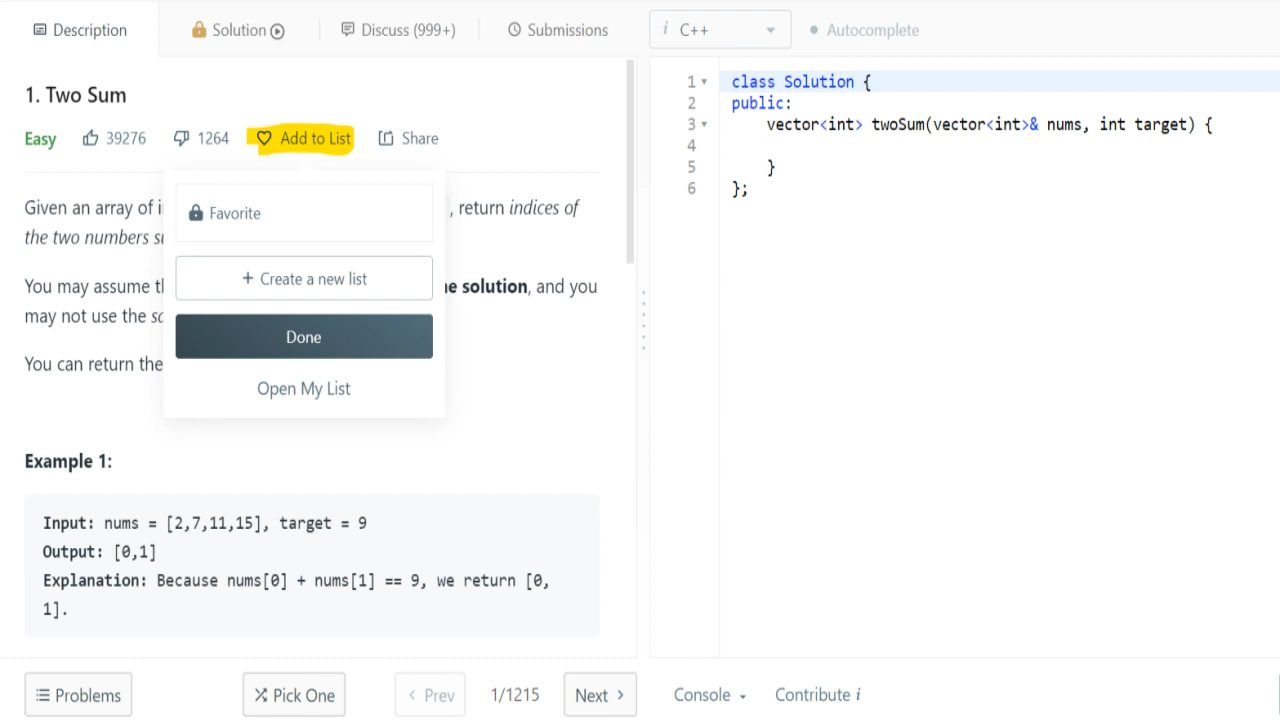 Description
Solution
Discuss (999+)
Submissions
i C++
Autocomplete
1. Two Sum
Easy 39276 1264 Add to List Share
Given an array of i
, return indices of
the two numbers s
You may assume t
e solution, and you
may not use the
You can return the
Favorite
+ Create a new list
Done
Open My List
Example 1:
Input: nums = [2,7,11,15], target = 9
Output: [0,1]
Explanation: Because nums[0] + nums[1] == 9, we return [0,
1].
Problems
Pick One
< Prev
1/1215
Next >
1 class Solution {
2 public:
3 vector<int> twoSum(vector<int>& nums, int target) {
4
5 }
6 };
Console
Contribute i